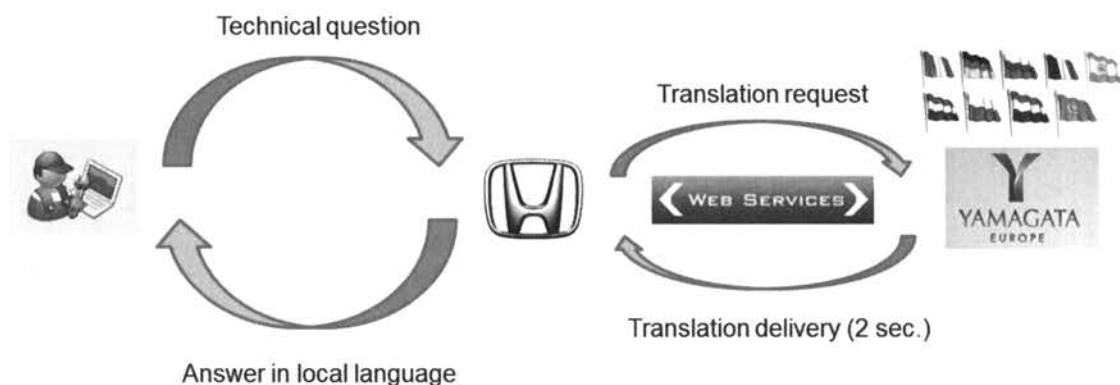 Technical question
Translation request
WEB SERVICES
YAMAGATA
EUROPE
Translation delivery (2 sec.)
Answer in local language